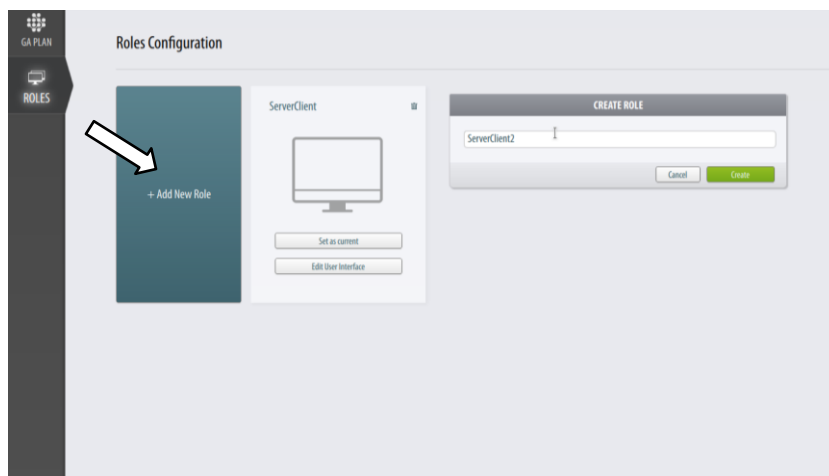 GA PLAN
ROLES
Roles Configuration
+ Add New Role
ServerClient
Set as current
Edit User Interface
CREATE ROLE
ServerClient2
Cancel
Create